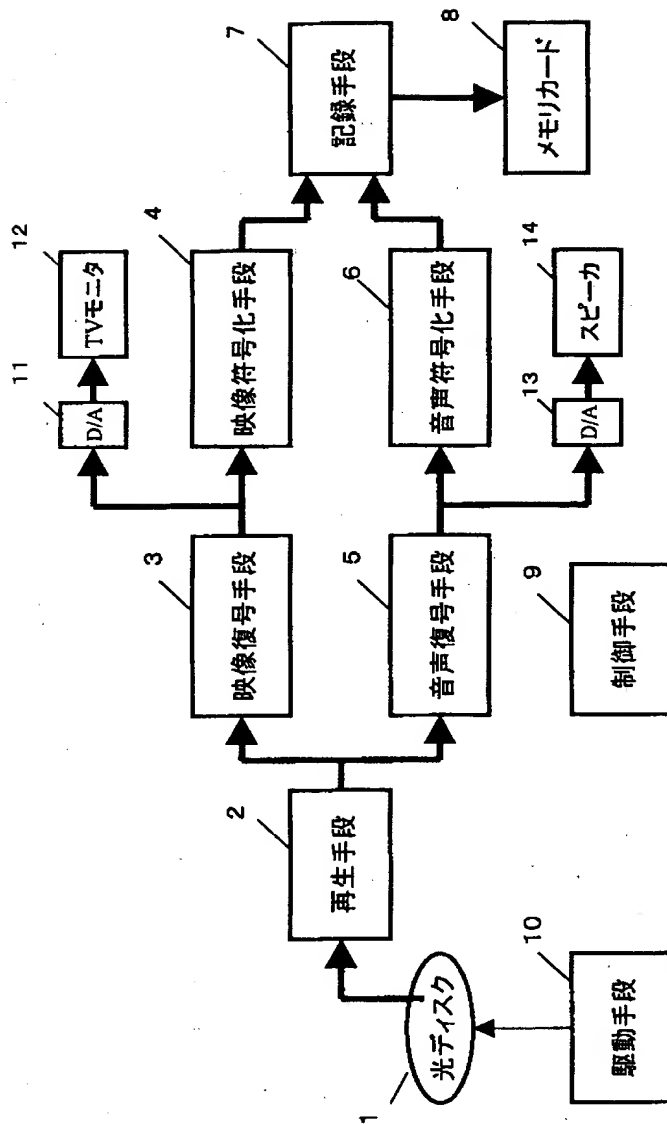 1
光ディスク
10
駆動手段
2
再生手段
3
映像復号手段
5
音声復号手段
9
制御手段
11
D/A
12
TVモニタ
4
映像符号化手段
6
音声符号化手段
13
D/A
14
スピーカ
7
記録手段
8
メモリカード